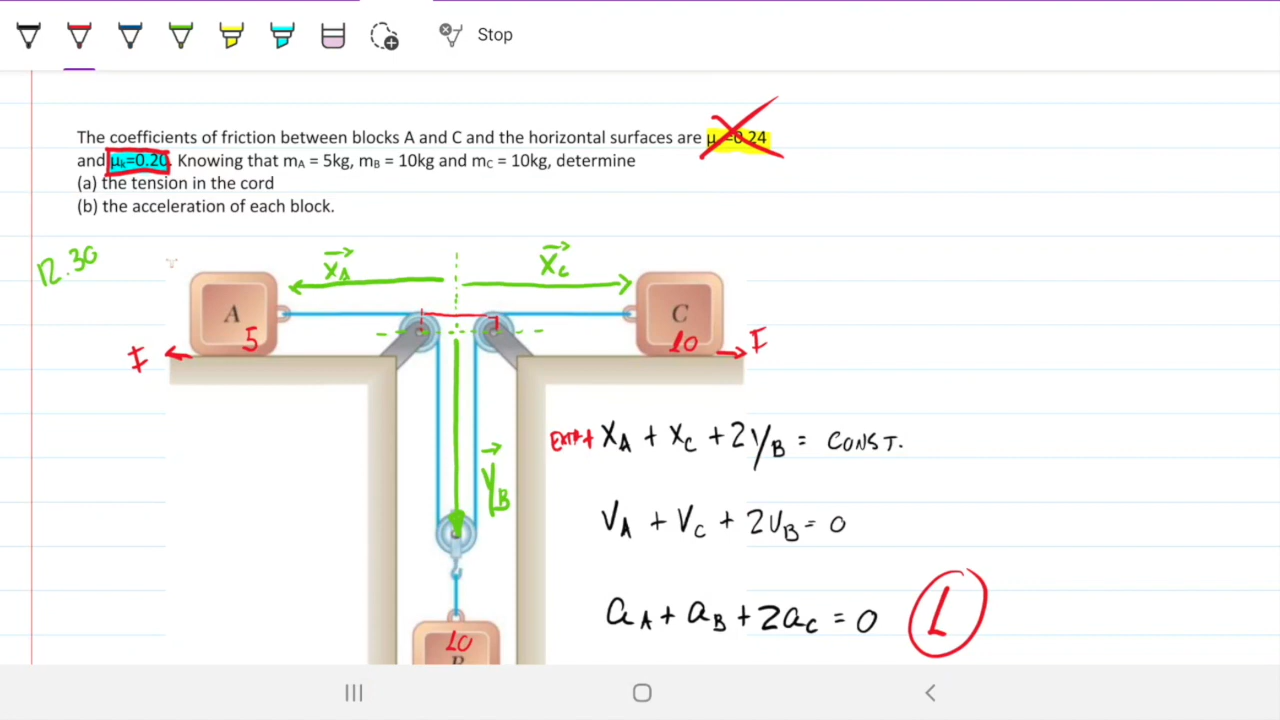 Stop
The coefficients of friction between blocks A and C and the horizontal surfaces are μ =0.24
and μk=0.20. Knowing that mA = 5kg, mB = 10kg and mC = 10kg, determine
(a) the tension in the cord
(b) the acceleration of each block.
12.30
xA
xC
A
5
C
10
F
F
yB
xA + xC + 2yB = CONST.
VA + VC + 2VB = 0
aA + aB + 2aC = 0
1
10
B